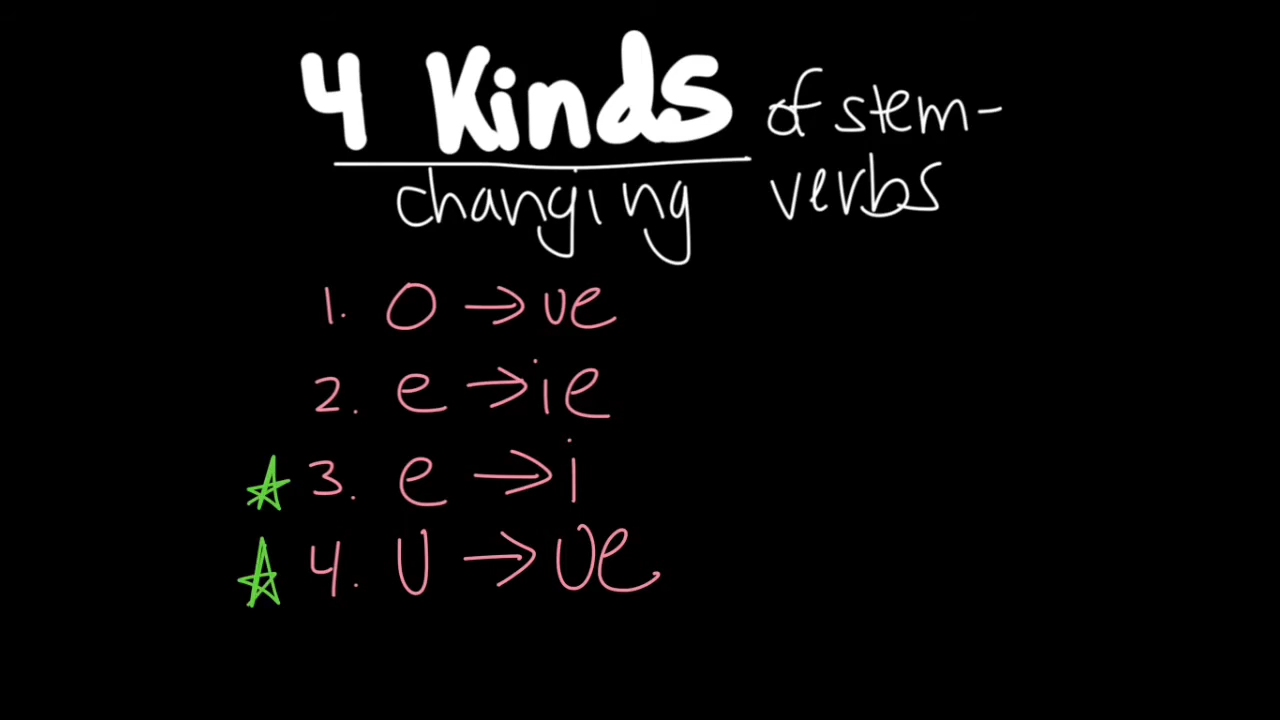 4 Kinds of stem-
changing verbs
1. O → ue
2. e → ie
☆ 3. e → i
☆ 4. U → Ue